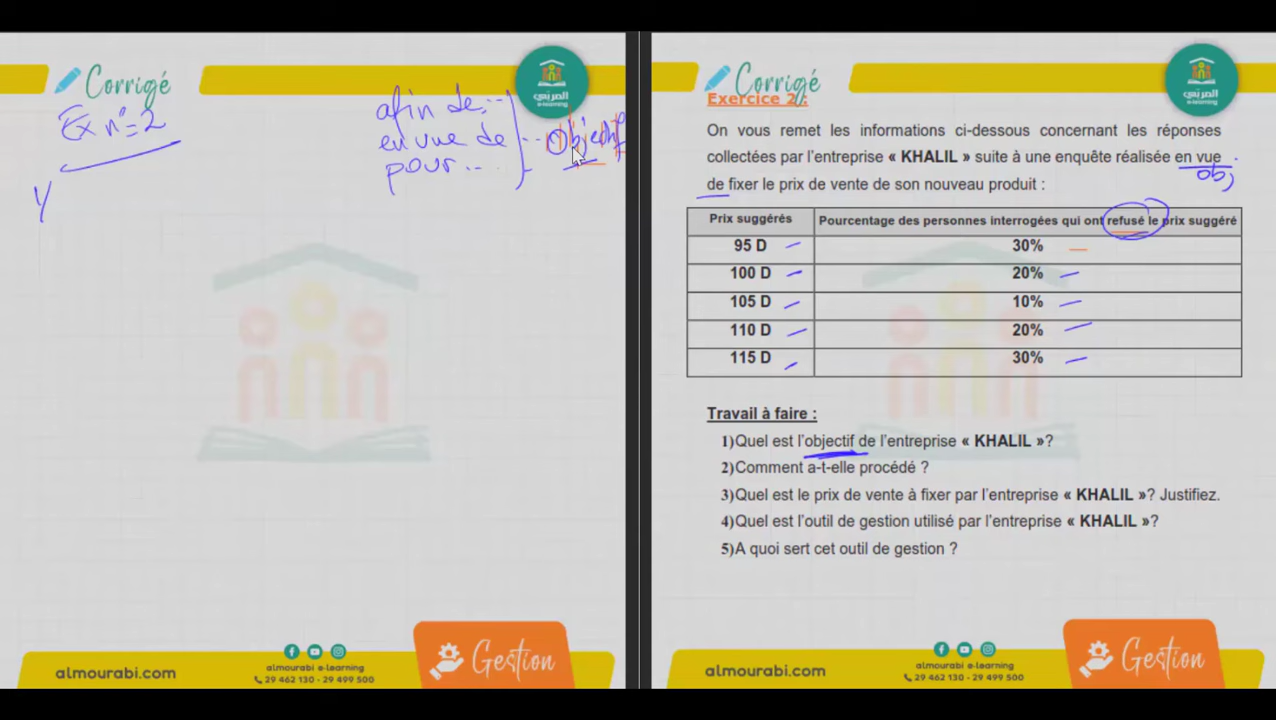 Corrigé
المربّي
e-learning
Ex n°=2
afin de...
en vue de
pour...
... Objectif
1/
almourabi.com
almourabi e-learning
29 462 130 - 29 499 500
Gestion
Corrigé
المربّي
e-learning
Exercice 2 :
On vous remet les informations ci-dessous concernant les réponses
collectées par l'entreprise « KHALIL » suite à une enquête réalisée en vue
obj
de fixer le prix de vente de son nouveau produit :
Prix suggérés Pourcentage des personnes interrogées qui ont refusé le prix suggéré
95 D 30%
100 D 20%
105 D 10%
110 D 20%
115 D 30%
Travail à faire :
1)Quel est l'objectif de l'entreprise « KHALIL »?
2)Comment a-t-elle procédé ?
3)Quel est le prix de vente à fixer par l'entreprise « KHALIL »? Justifiez.
4)Quel est l'outil de gestion utilisé par l'entreprise « KHALIL »?
5)A quoi sert cet outil de gestion ?
almourabi.com
almourabi e-learning
29 462 130 - 29 499 500
Gestion